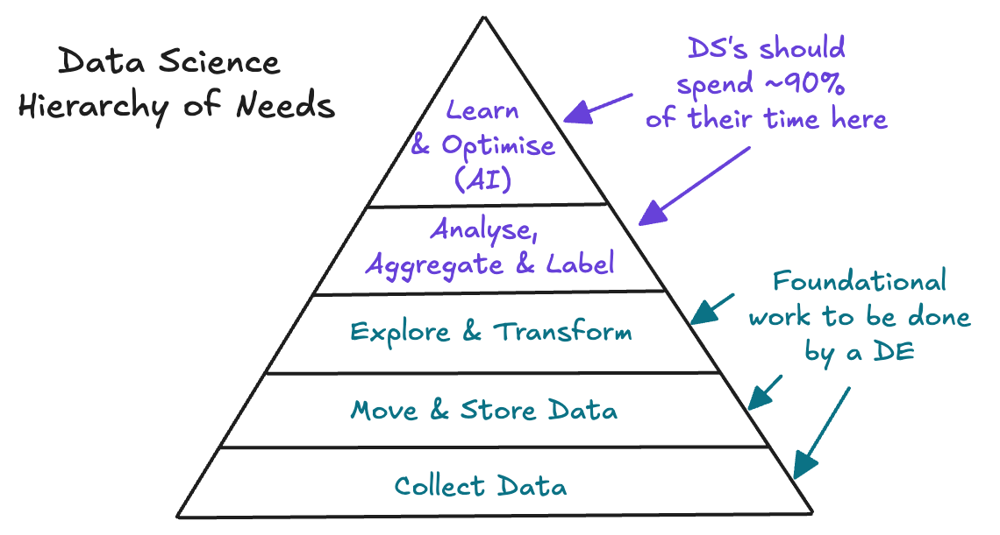 Data Science
Hierarchy of Needs
DS's should
spend ~90%
of their time here
Learn
& Optimise
(AI)
Analyse,
Aggregate & Label
Foundational
work to be done
by a DE
Explore & Transform
Move & Store Data
Collect Data